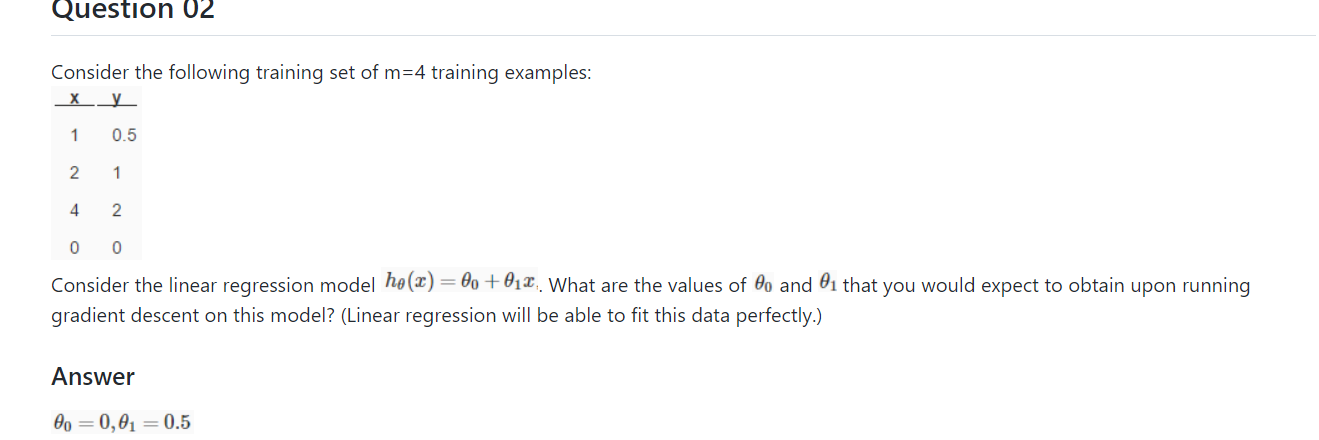 Question 02
Consider the following training set of m=4 training examples:
x y
1 0.5
2 1
4 2
0 0
Consider the linear regression model hθ(x) = θ0 + θ1x. What are the values of θ0 and θ1 that you would expect to obtain upon running
gradient descent on this model? (Linear regression will be able to fit this data perfectly.)
Answer
θ0 = 0, θ1 = 0.5